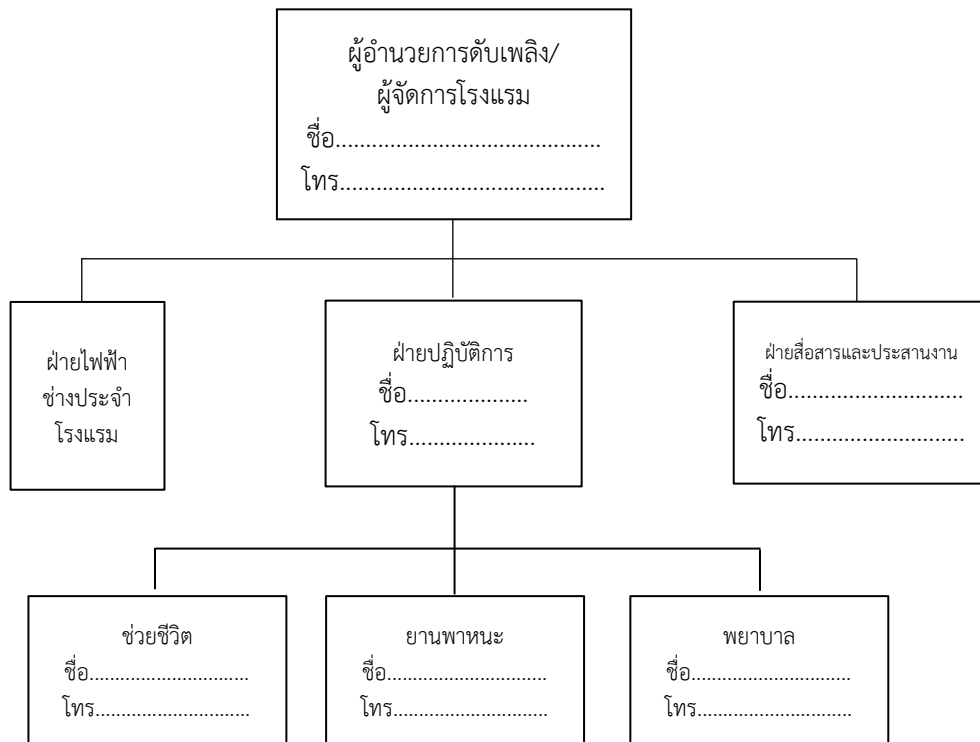 ผู้อำนวยการดับเพลิง/
ผู้จัดการโรงแรม
ชื่อ............................................
โทร............................................
ฝ่ายไฟฟ้า
ช่างประจำ
โรงแรม
ฝ่ายปฏิบัติการ
ชื่อ....................
โทร.....................
ฝ่ายสื่อสารและประสานงาน
ชื่อ.............................
โทร............................
ช่วยชีวิต
ชื่อ.............................
โทร............................
ยานพาหนะ
ชื่อ.............................
โทร............................
พยาบาล
ชื่อ.............................
โทร............................